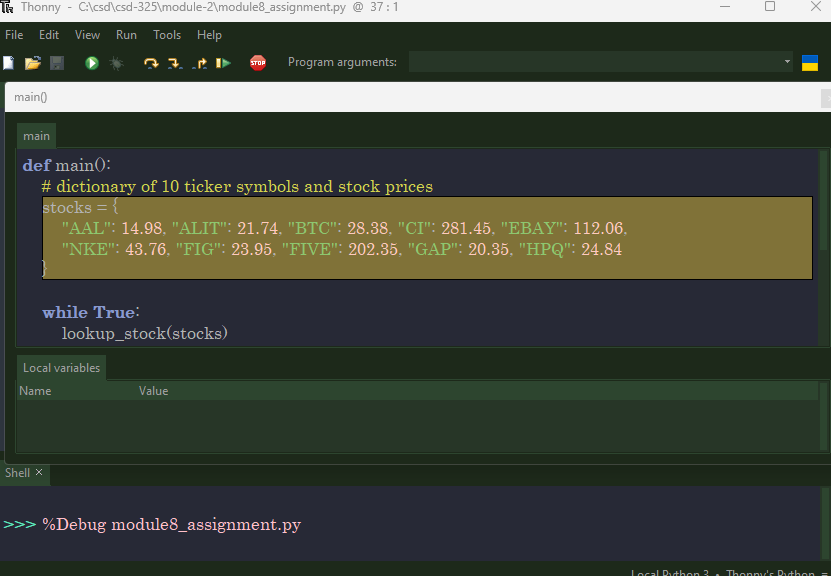 Thonny - C:\csd\csd-325\module-2\module8_assignment.py @ 37 : 1
File Edit View Run Tools Help
STOP Program arguments:
main()
main
def main():
# dictionary of 10 ticker symbols and stock prices
stocks = {
"AAL": 14.98, "ALIT": 21.74, "BTC": 28.38, "CI": 281.45, "EBAY": 112.06,
"NKE": 43.76, "FIG": 23.95, "FIVE": 202.35, "GAP": 20.35, "HPQ": 24.84
}
while True:
lookup_stock(stocks)
Local variables
Name Value
Shell ×
>>> %Debug module8_assignment.py
Local Python 3 • Thonny's Python =